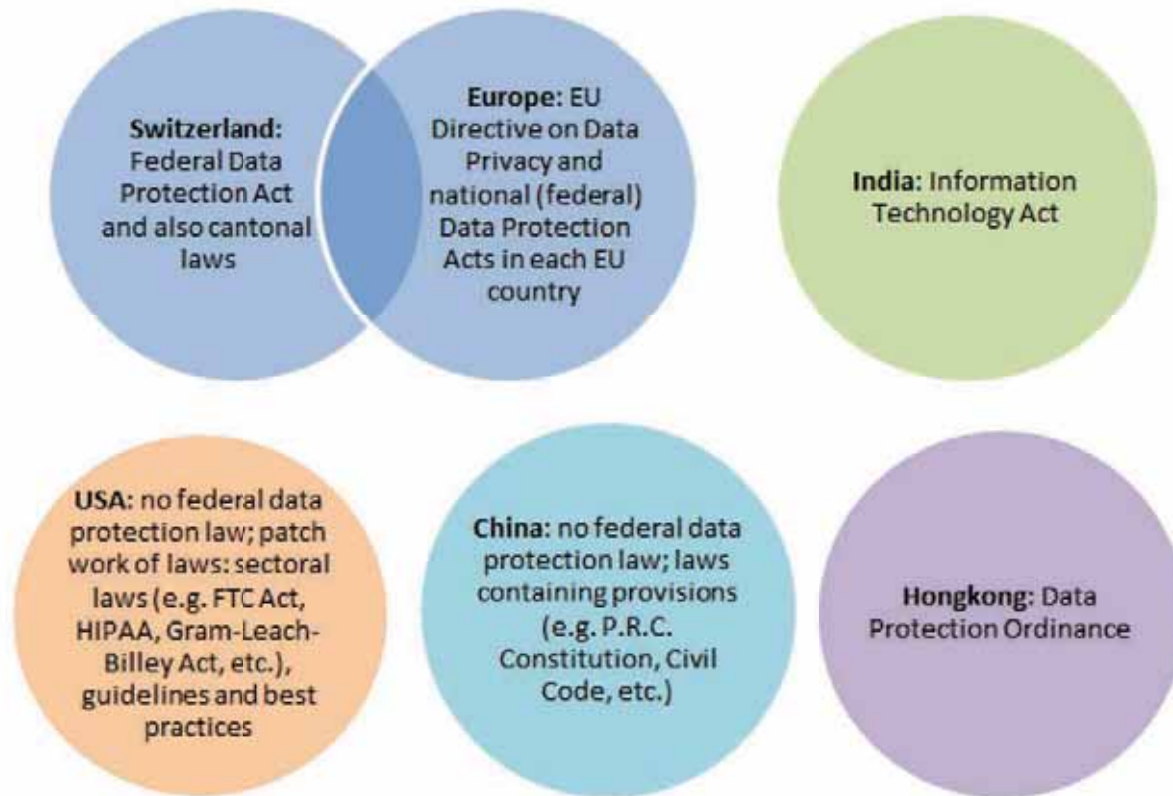 Switzerland:
Federal Data
Protection Act
and also cantonal
laws
Europe: EU
Directive on Data
Privacy and
national (federal)
Data Protection
Acts in each EU
country
India: Information
Technology Act
USA: no federal data
protection law; patch
work of laws: sectoral
laws (e.g. FTC Act,
HIPAA, Gram-Leach-
Billey Act, etc.),
guidelines and best
practices
China: no federal data
protection law; laws
containing provisions
(e.g. P.R.C.
Constitution, Civil
Code, etc.)
Hongkong: Data
Protection Ordinance